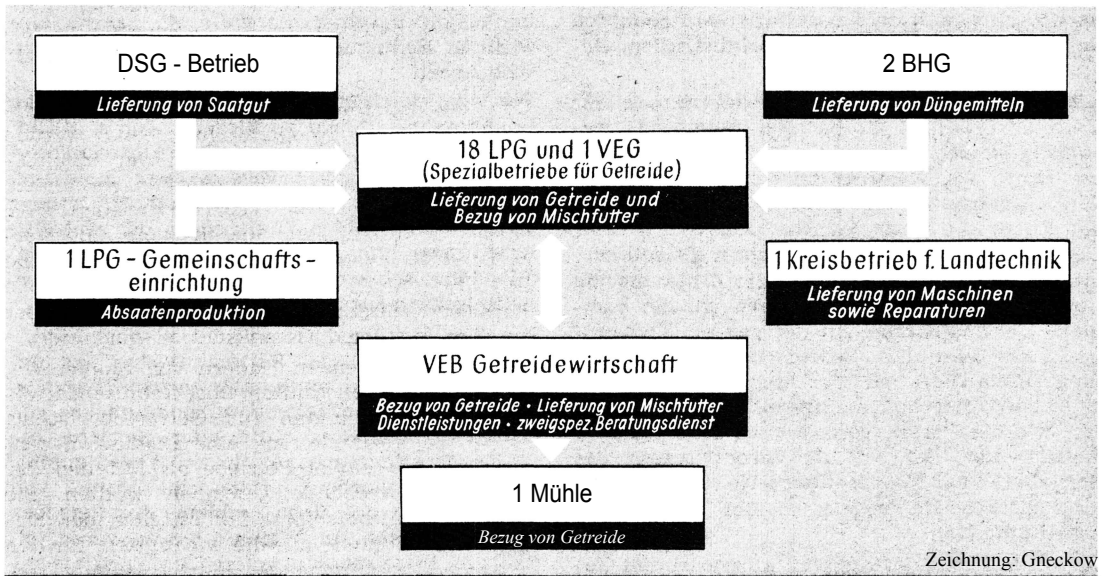 DSG - Betrieb
Lieferung von Saatgut
2 BHG
Lieferung von Düngemitteln
18 LPG und 1 VEG
(Spezialbetriebe für Getreide)
Lieferung von Getreide und
Bezug von Mischfutter
1 LPG - Gemeinschafts -
einrichtung
Absaatenproduktion
1 Kreisbetrieb f. Landtechnik
Lieferung von Maschinen
sowie Reparaturen
VEB Getreidewirtschaft
Bezug von Getreide • Lieferung von Mischfutter
Dienstleistungen • zweigspez. Beratungsdienst
1 Mühle
Bezug von Getreide
Zeichnung: Gneckow